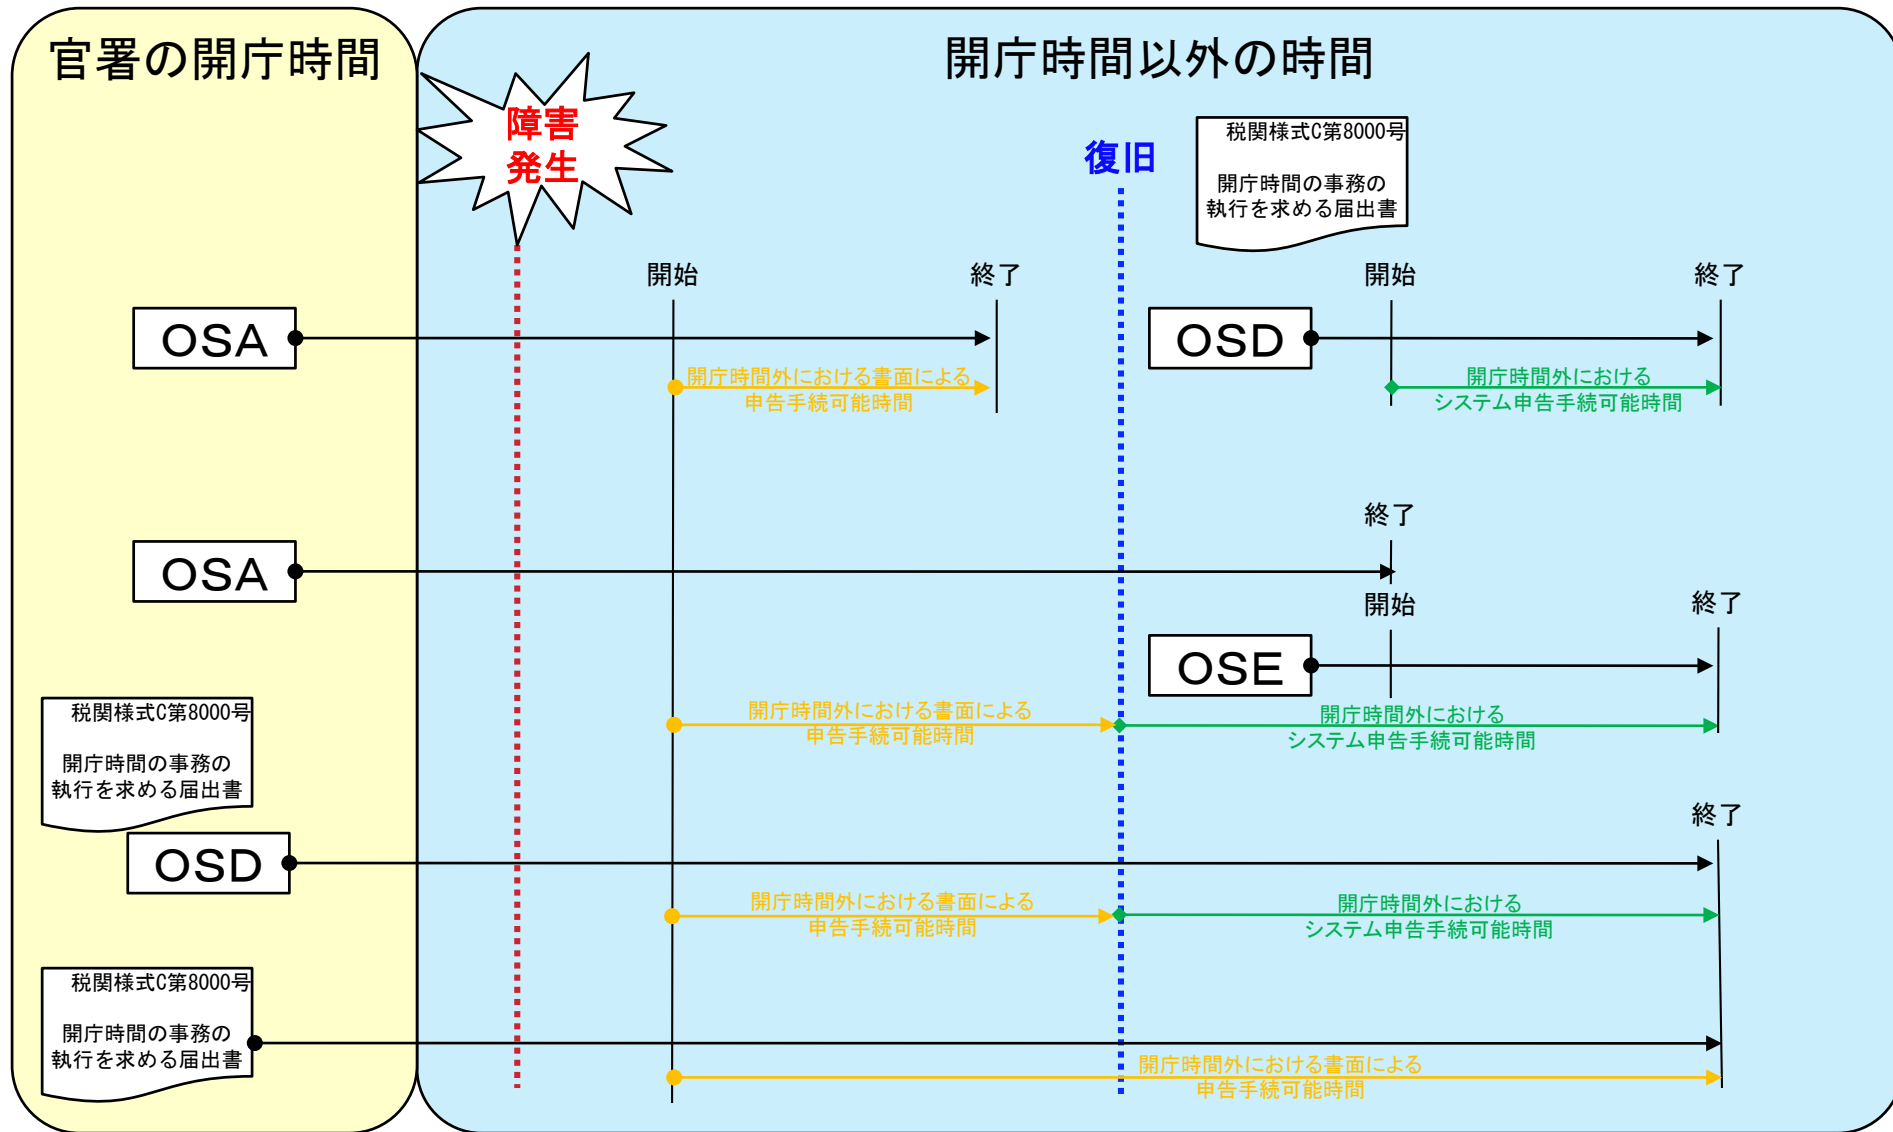 官署の開庁時間
開庁時間以外の時間
障害
発生
復旧
税関様式C第8000号
開庁時間の事務の
執行を求める届出書
開始
終了
開始
終了
OSA
OSD
開庁時間外における書面による
申告手続可能時間
開庁時間外における
システム申告手続可能時間
終了
OSA
開始
終了
OSE
税関様式C第8000号
開庁時間の事務の
執行を求める届出書
開庁時間外における書面による
申告手続可能時間
開庁時間外における
システム申告手続可能時間
終了
OSD
開庁時間外における書面による
申告手続可能時間
開庁時間外における
システム申告手続可能時間
税関様式C第8000号
開庁時間の事務の
執行を求める届出書
開庁時間外における書面による
申告手続可能時間